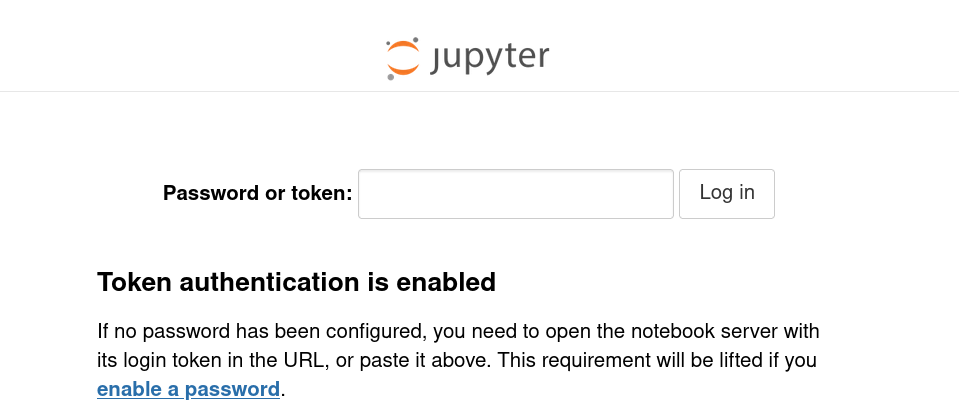 jupyter
Password or token: Log in
Token authentication is enabled
If no password has been configured, you need to open the notebook server with
its login token in the URL, or paste it above. This requirement will be lifted if you
enable a password.